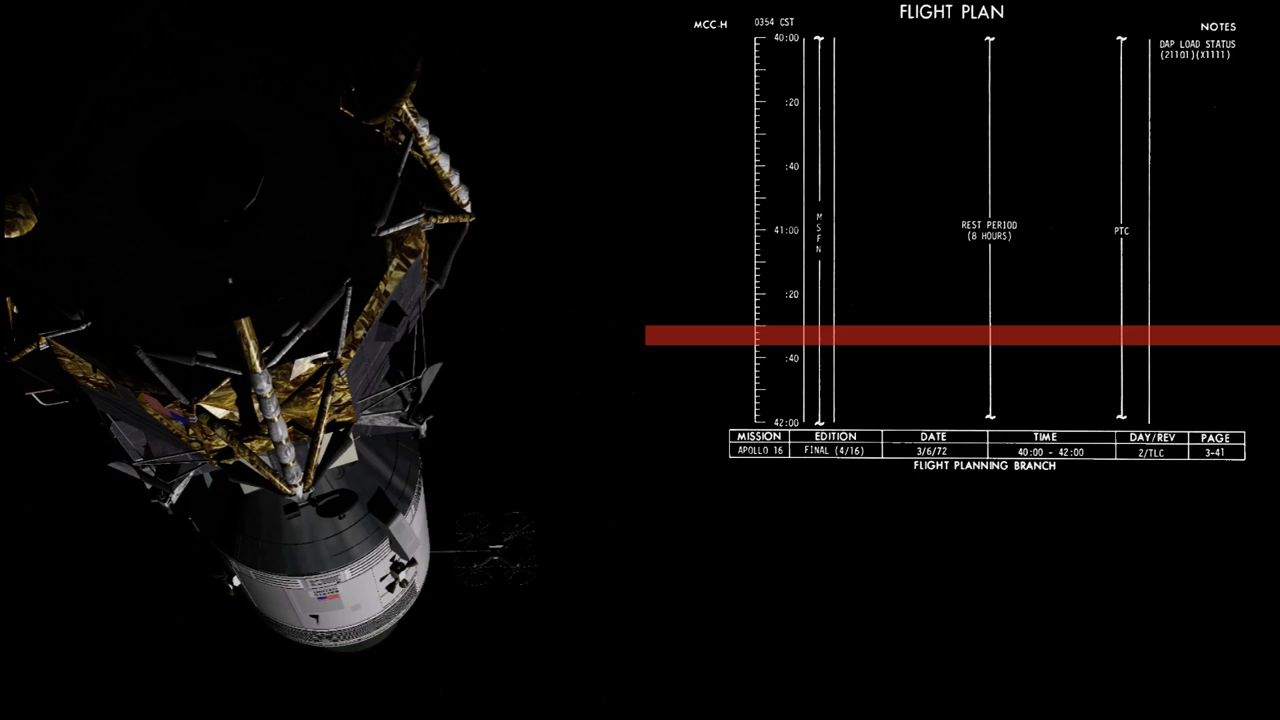 FLIGHT PLAN
MCC-H
0354 CST
NOTES
40:00
DAP LOAD STATUS
(21101)(X1111)
:20
:40
M
S
F
N
41:00
REST PERIOD
(8 HOURS)
PTC
:20
:40
42:00
MISSION EDITION DATE TIME DAY/REV PAGE
APOLLO 16 FINAL (4/16) 3/6/72 40:00 - 42:00 2/TLC 3-41
FLIGHT PLANNING BRANCH